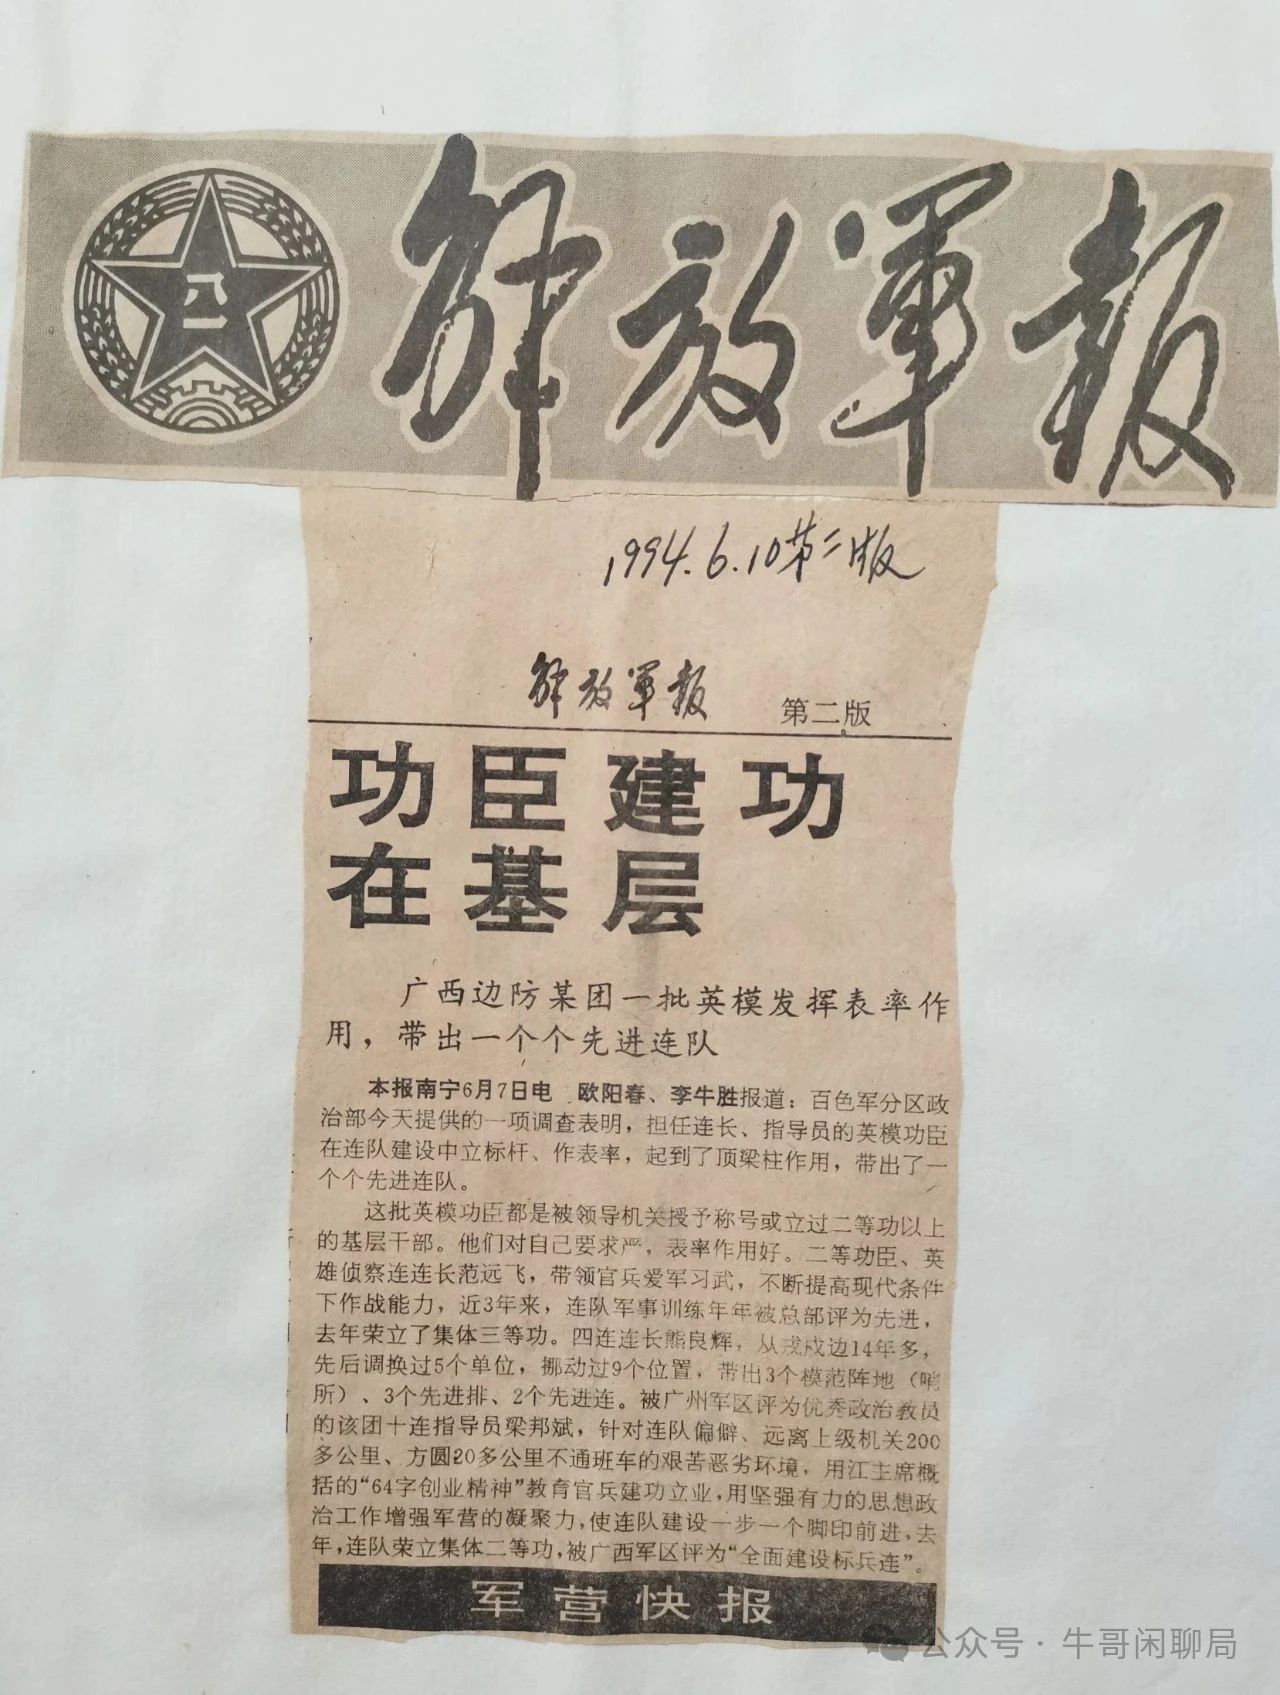 八一
解放軍報
1994.6.10第二版
解放軍報 第二版
功臣建功
在基层
广西边防某团一批英模发挥表率作
用，带出一个个先进连队
本报南宁6月7日电 欧阳春、李牛胜报道：百色军分区政
治部今天提供的一项调查表明，担任连长、指导员的英模功臣
在连队建设中立标杆、作表率，起到了顶梁柱作用，带出了一
个个先进连队。
这批英模功臣都是被领导机关授予称号或立过二等功以上
的基层干部。他们对自己要求严，表率作用好。二等功臣、英
雄侦察连连长范远飞，带领官兵爱军习武，不断提高现代条件
下作战能力，近3年来，连队军事训练年年被总部评为先进，
去年荣立了集体三等功。四连连长熊良辉，从戎戍边14年多，
先后调换过5个单位，挪动过9个位置，带出3个模范阵地（哨
所）、3个先进排、2个先进连。被广州军区评为优秀政治教员
的该团十连指导员梁邦斌，针对连队偏僻、远离上级机关200
多公里、方圆20多公里不通班车的艰苦恶劣环境，用江主席概
括的“64字创业精神”教育官兵建功立业，用坚强有力的思想政
治工作增强军营的凝聚力，使连队建设一步一个脚印前进，去
年，连队荣立集体二等功，被广西军区评为“全面建设标兵连”。
军营快报
公众号·牛哥闲聊局